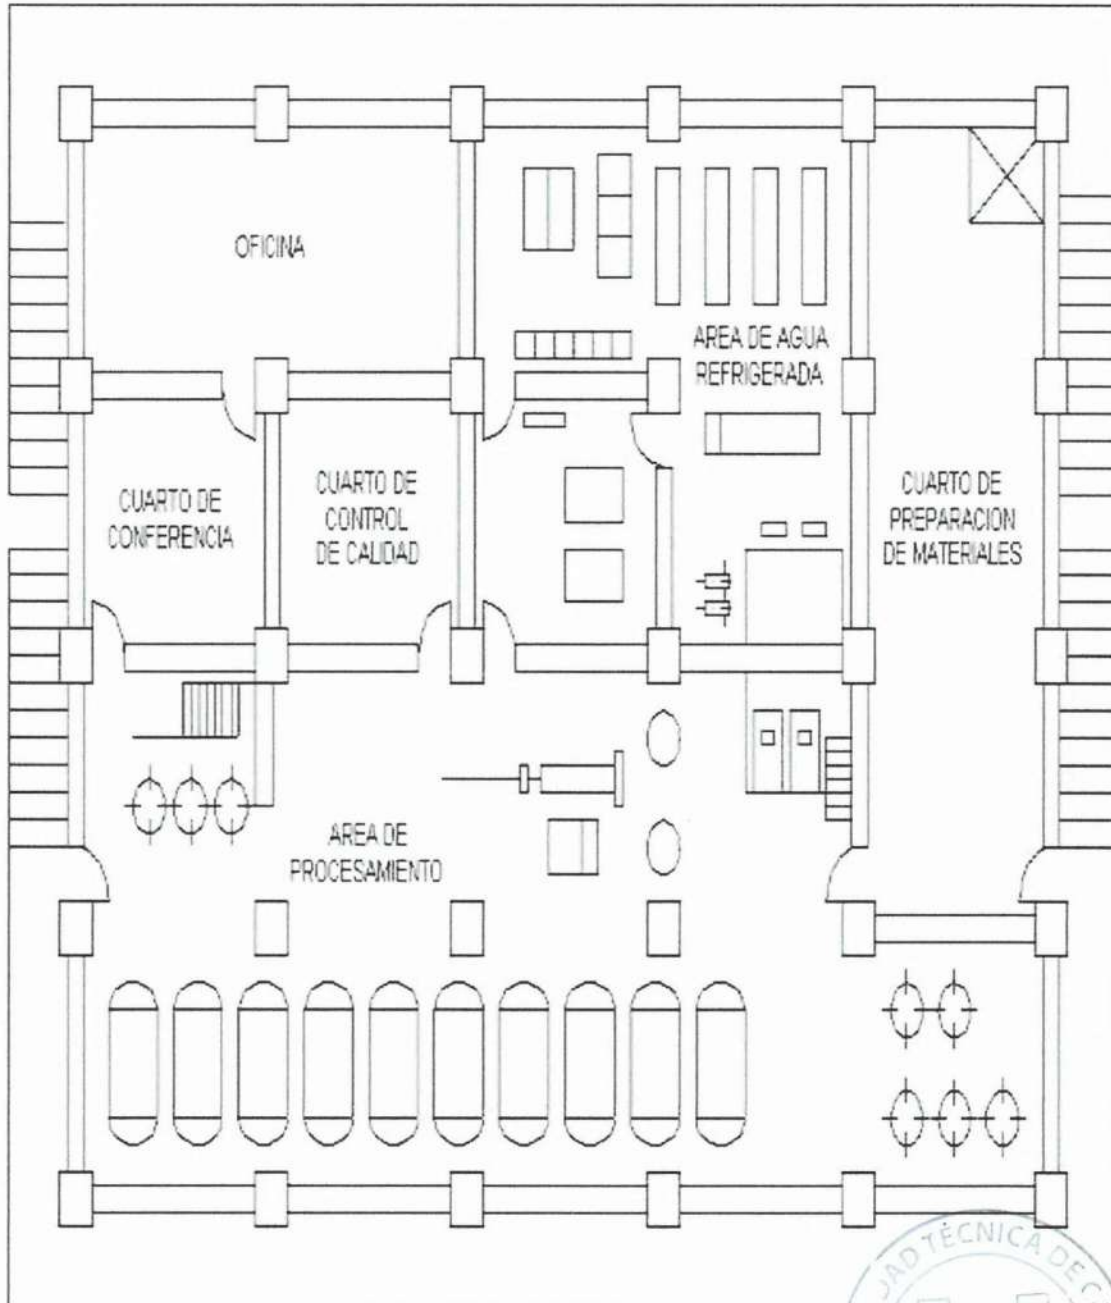 OFICINA
AREA DE AGUA
REFRIGERADA
CUARTO DE
CONFERENCIA
CUARTO DE
CONTROL
DE CALIDAD
CUARTO DE
PREPARACION
DE MATERIALES
AREA DE
PROCESAMIENTO
TÉCNICA DE